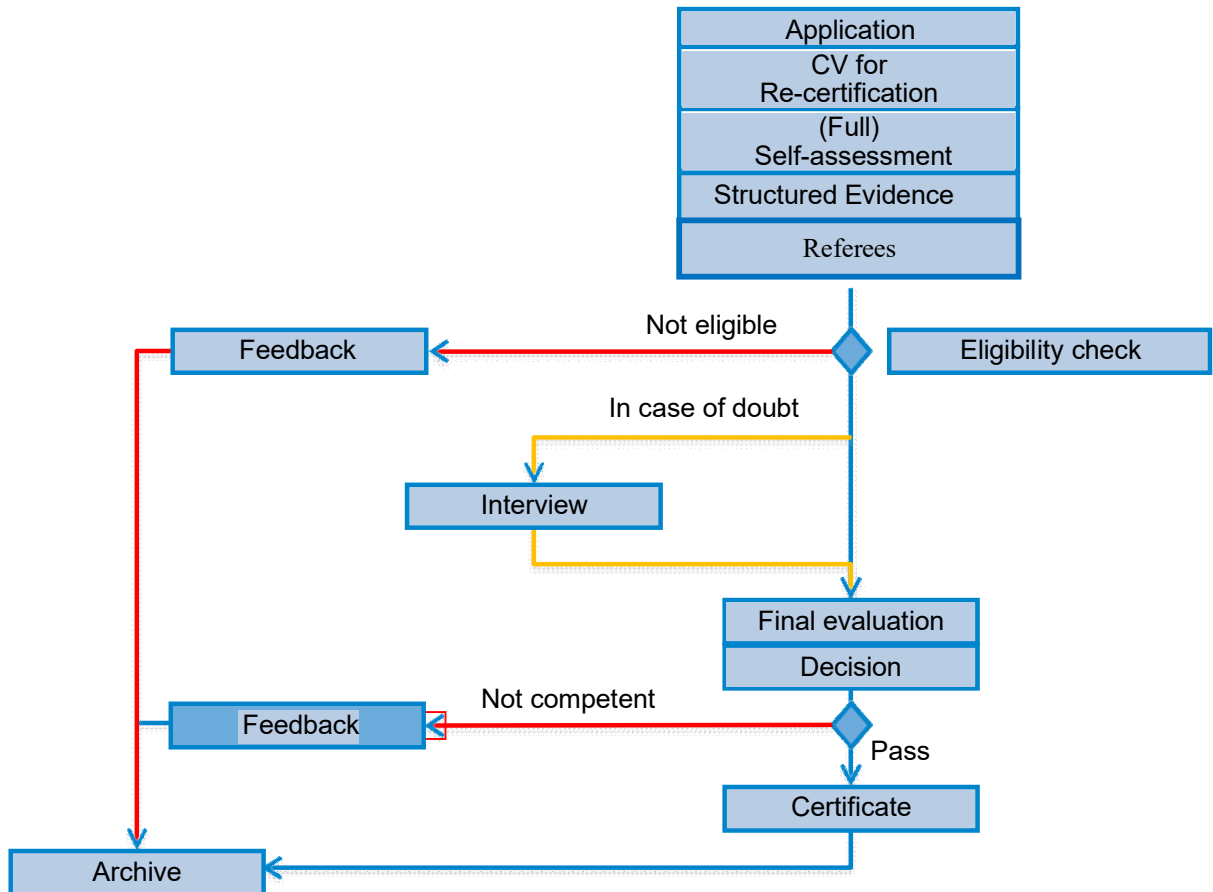 Application
CV for
Re-certification
(Full)
Self-assessment
Structured Evidence
Referees
Not eligible
Feedback
Eligibility check
In case of doubt
Interview
Final evaluation
Decision
Not competent
Feedback
Pass
Certificate
Archive